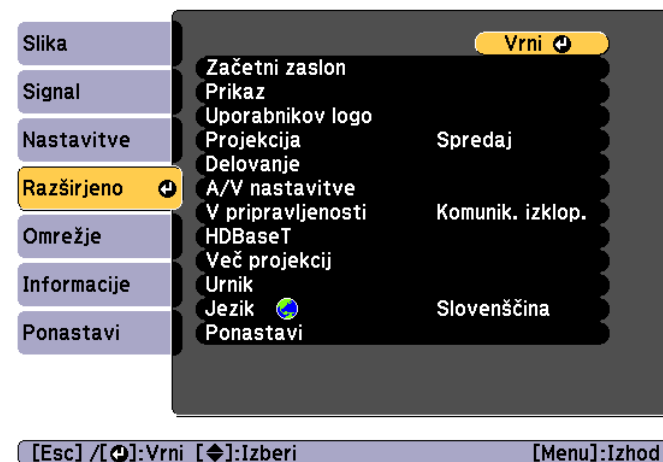 Slika
Signal
Nastavitve
Razširjeno
Omrežje
Informacije
Ponastavi
Vrni
Začetni zaslon
Prikaz
Uporabnikov logo
Projekcija Spredaj
Delovanje
A/V nastavitve
V pripravljenosti Komunik. izklop.
HDBaseT
Več projekcij
Urnik
Jezik Slovenščina
Ponastavi
[Esc] /[⏎]:Vrni [◆]:Izberi [Menu]:Izhod